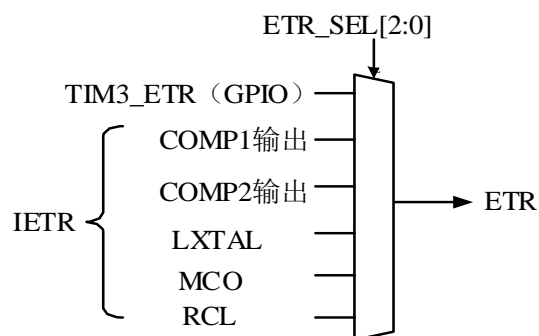 ETR_SEL[2:0]
TIM3_ETR（GPIO）
COMP1输出
COMP2输出
IETR
ETR
LXTAL
MCO
RCL